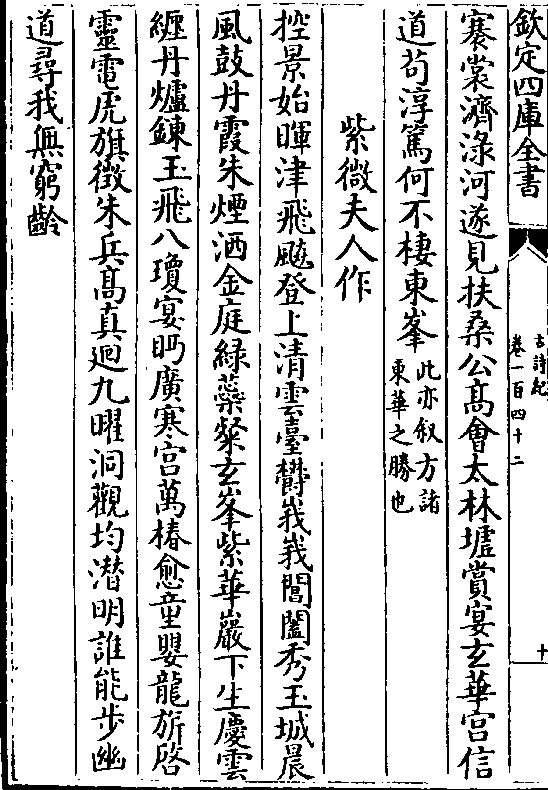 欽定四庫全書
古詩紀
卷一百四十二
十
褰裳濟淥河遂見扶桑公髙會太林墟賞宴玄華宫信
道苟淳篤何不棲東峯此亦叙方諸
東華之勝也
紫微夫人作
控景始暉津飛飈登上清雲臺欝峩峩閶闔秀玉城晨
風鼓丹霞朱煙洒金庭緑蘂粲玄峯紫華巖下生慶雲
纒丹爐鍊玉飛八瓊宴眄廣寒宫萬椿愈童嬰龍旂啓
靈電虎旗徴朱兵髙真迴九曜洞觀均潜明誰能步幽
道尋我無窮齡